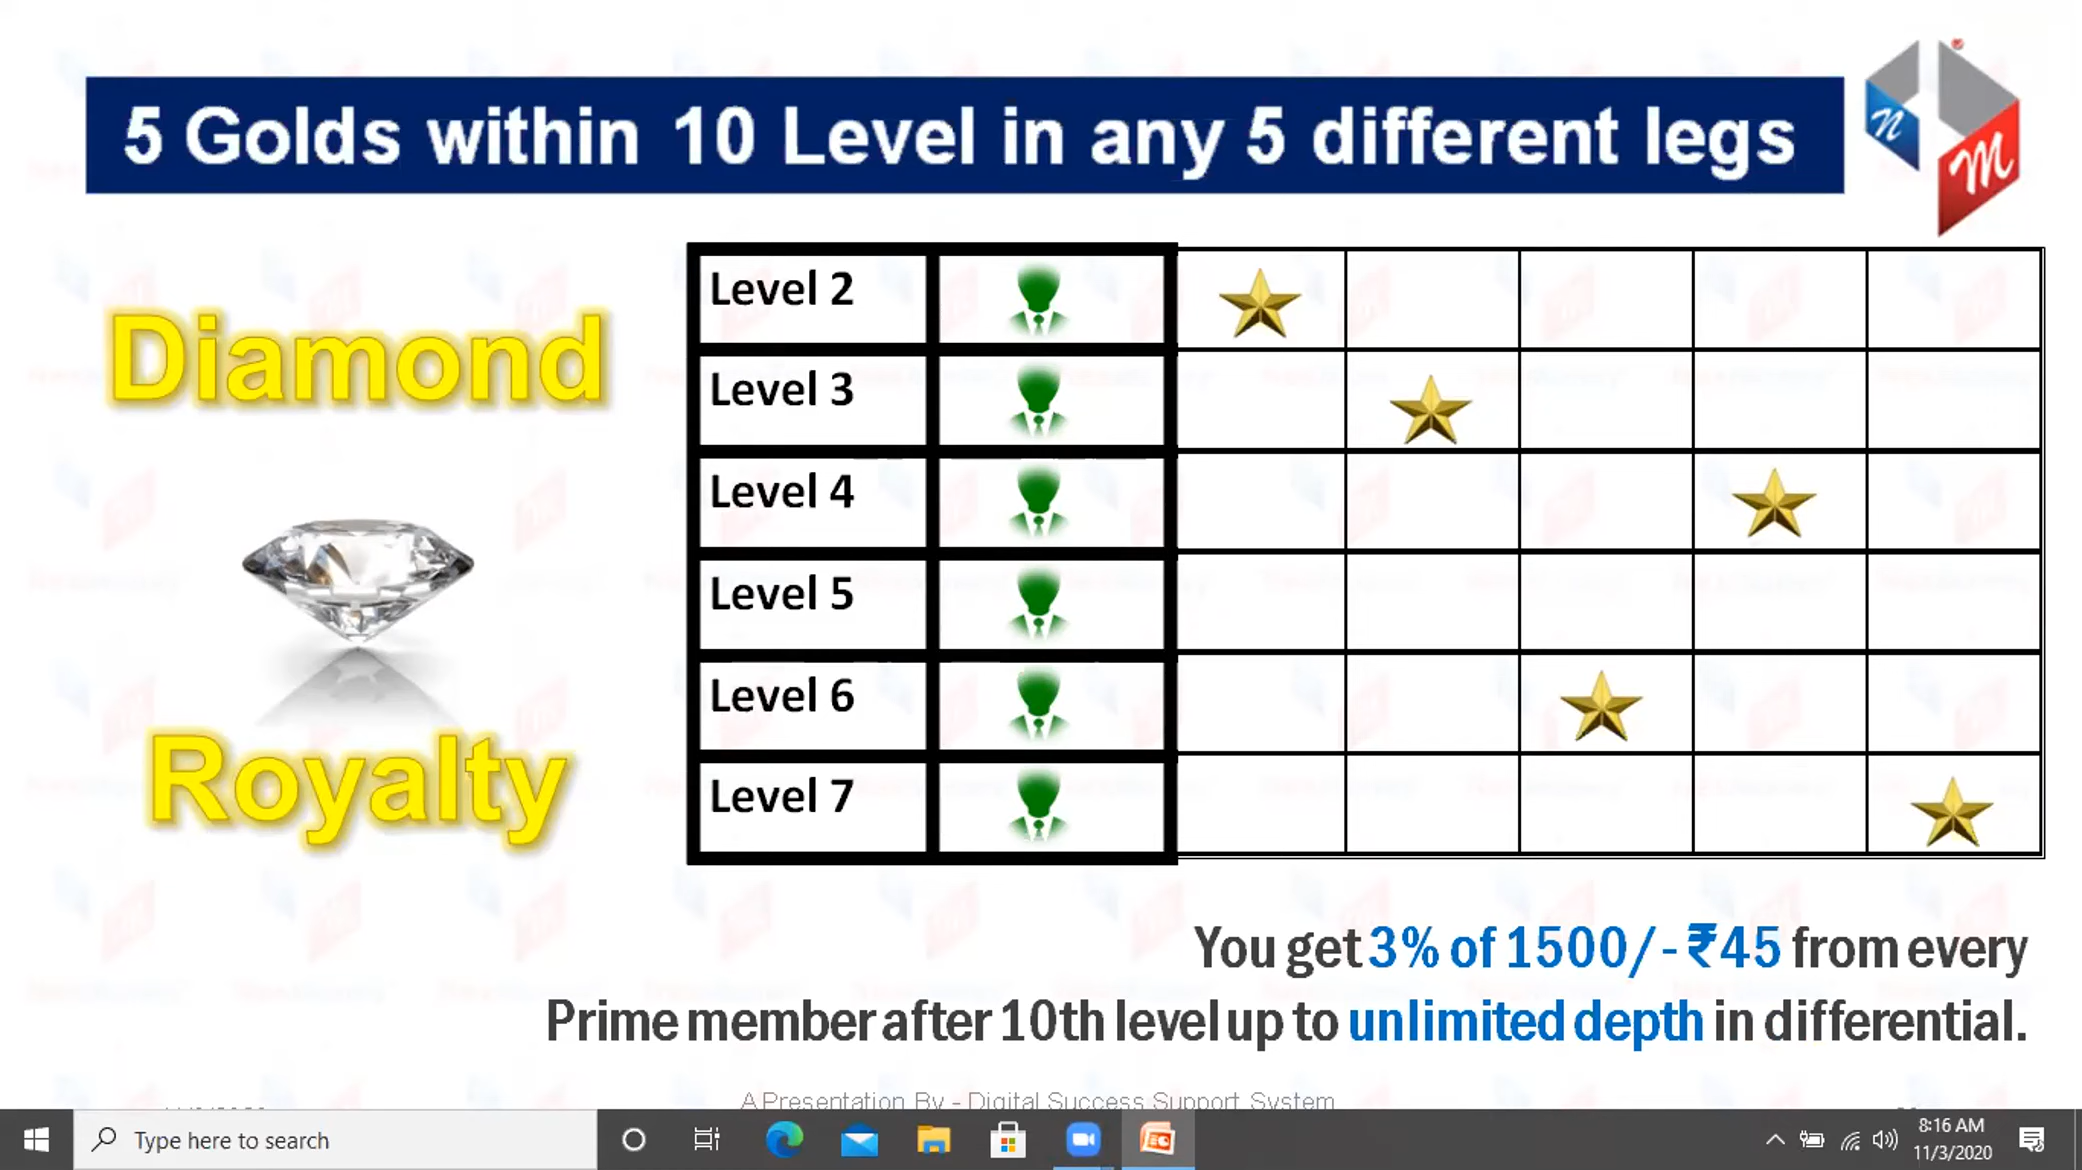 5 Golds within 10 Level in any 5 different legs
n
M
Diamond
Royalty
Level 2
Level 3
Level 4
Level 5
Level 6
Level 7
You get 3% of 1500/- ₹45 from every
Prime member after 10th level up to unlimited depth in differential.
A Presentation By - Digital Success Support System
Type here to search
8:16 AM
11/3/2020